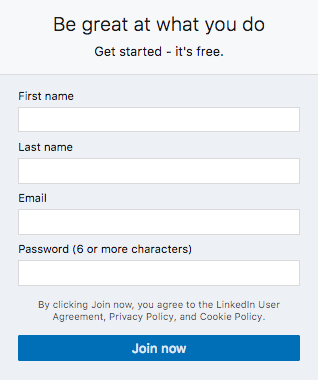 Be great at what you do
Get started - it's free.
First name
Last name
Email
Password (6 or more characters)
By clicking Join now, you agree to the LinkedIn User
Agreement, Privacy Policy, and Cookie Policy.
Join now